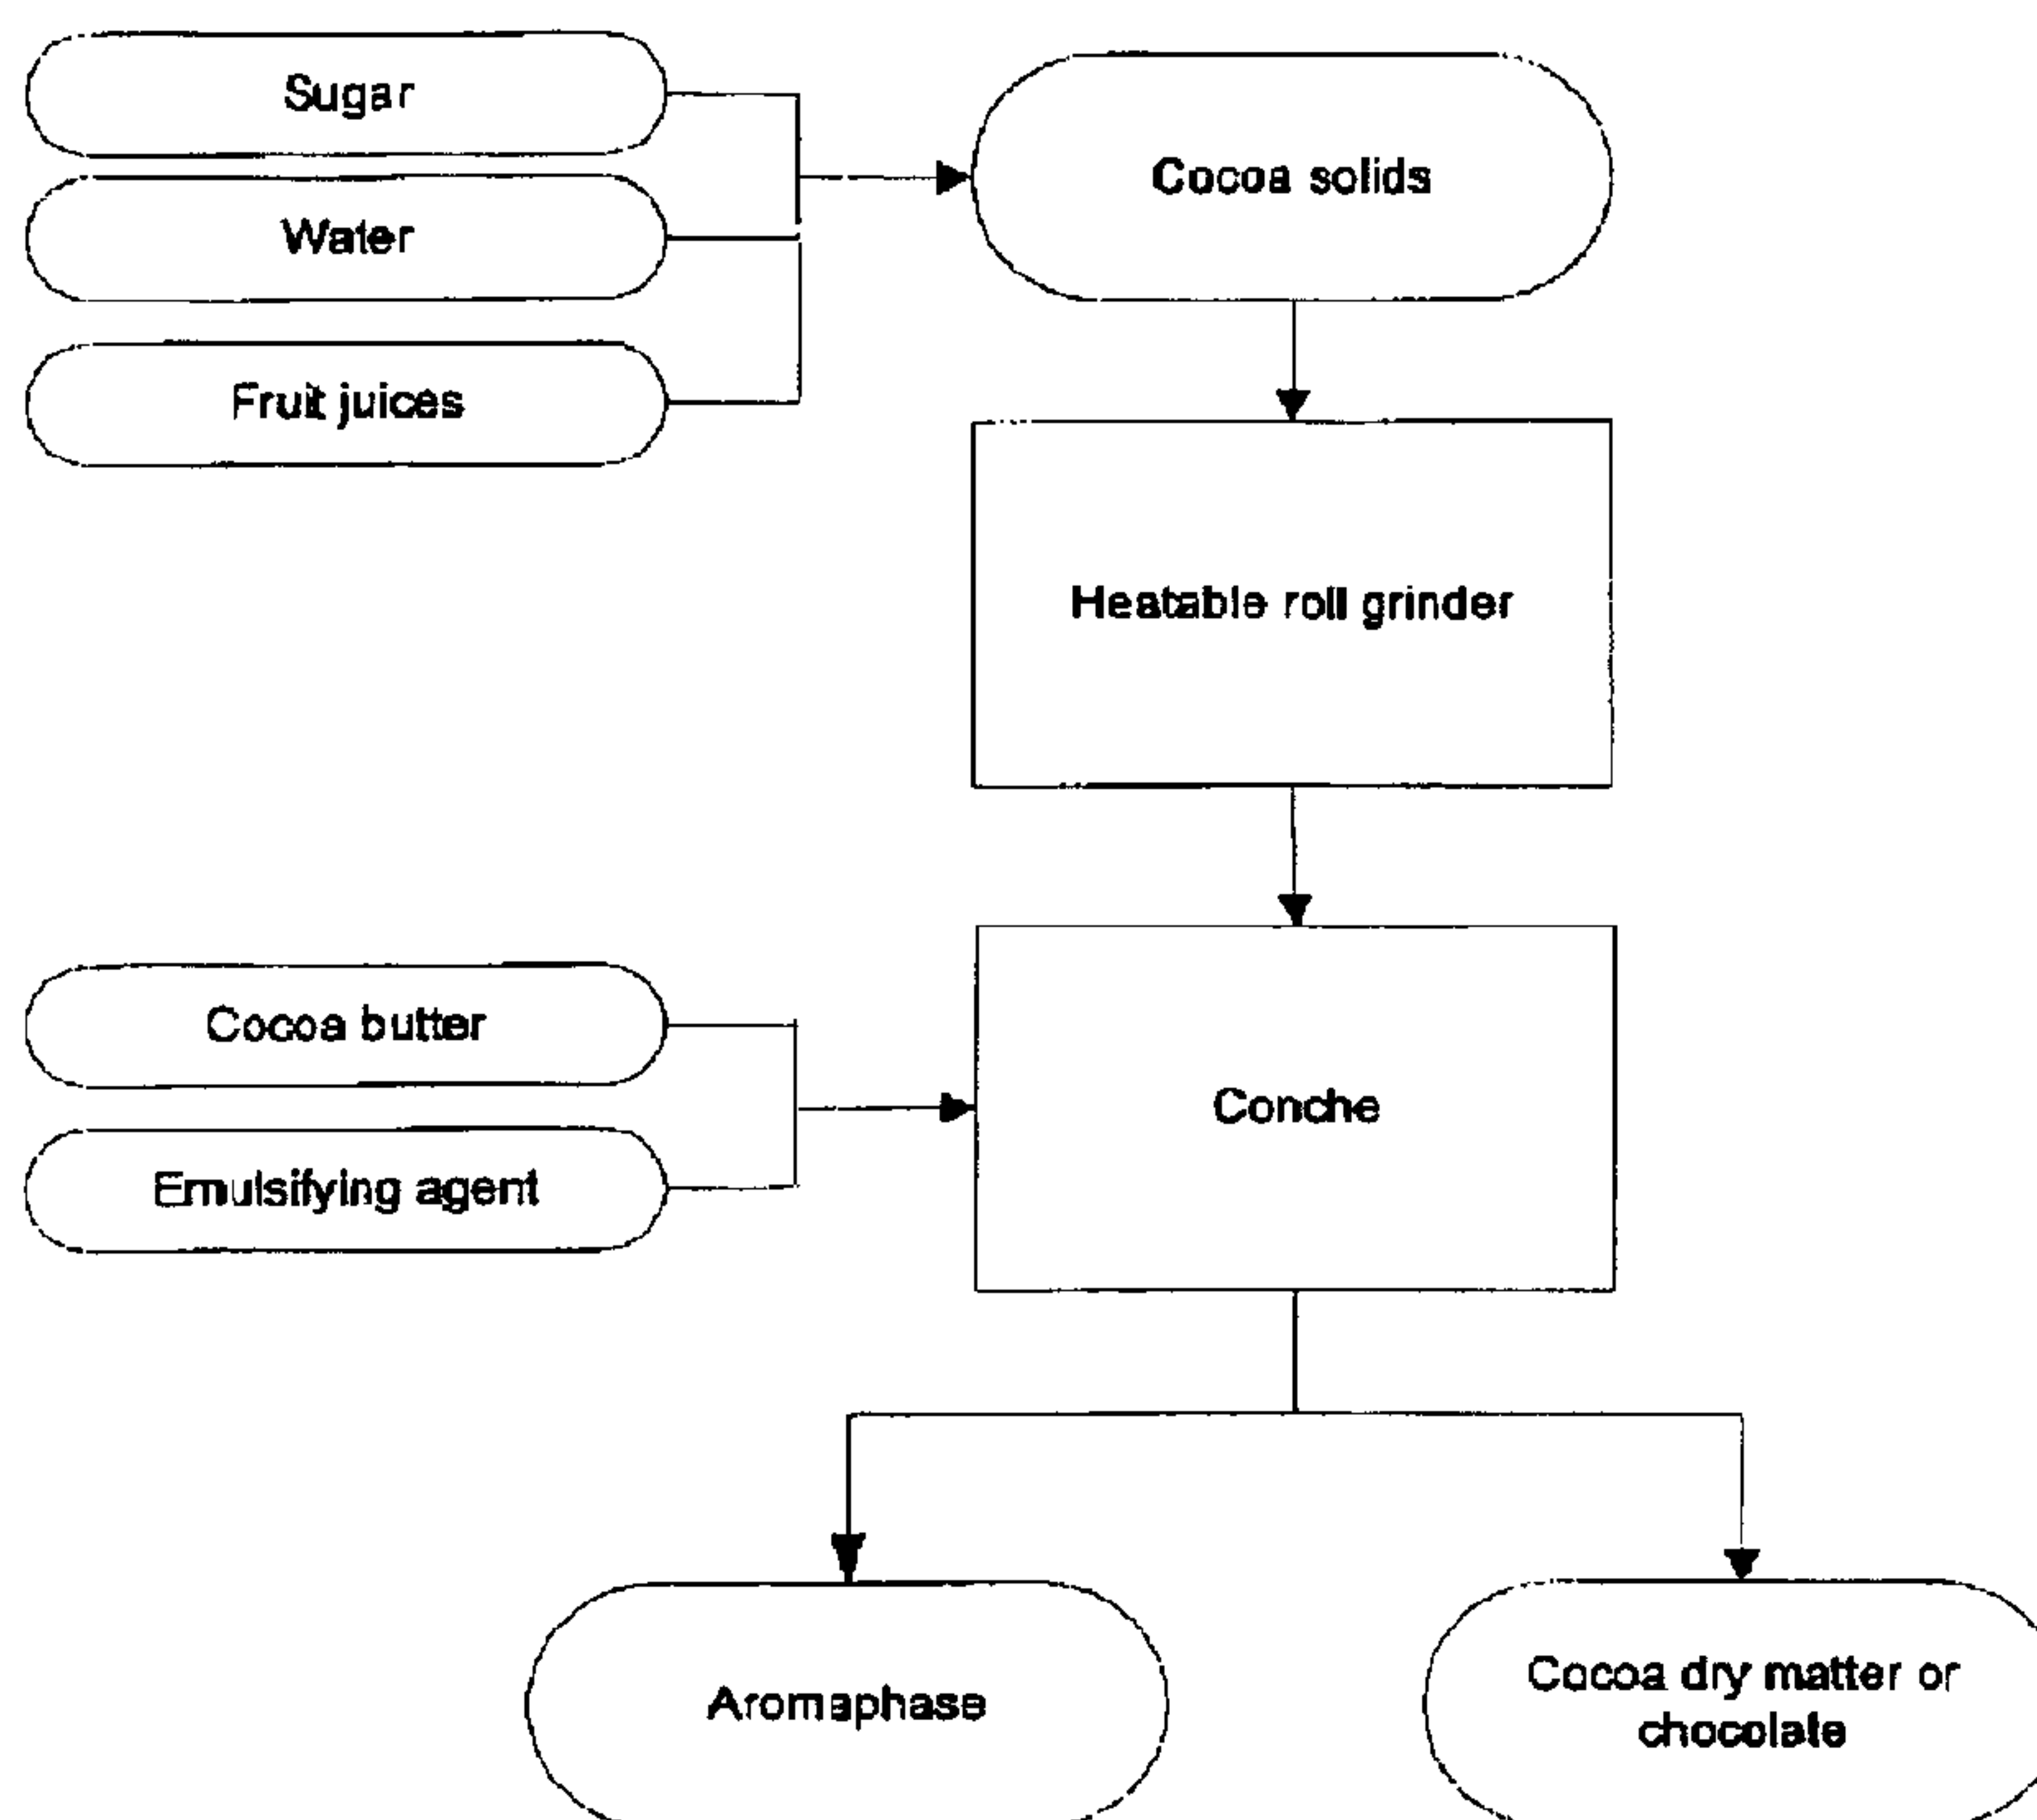 Sugar
Cocoa solids
Water
Fruit juices
Heatable roll grinder
Cocoa butter
Conche
Emulsifying agent
Aromaphase
Cocoa dry matter or
chocolate